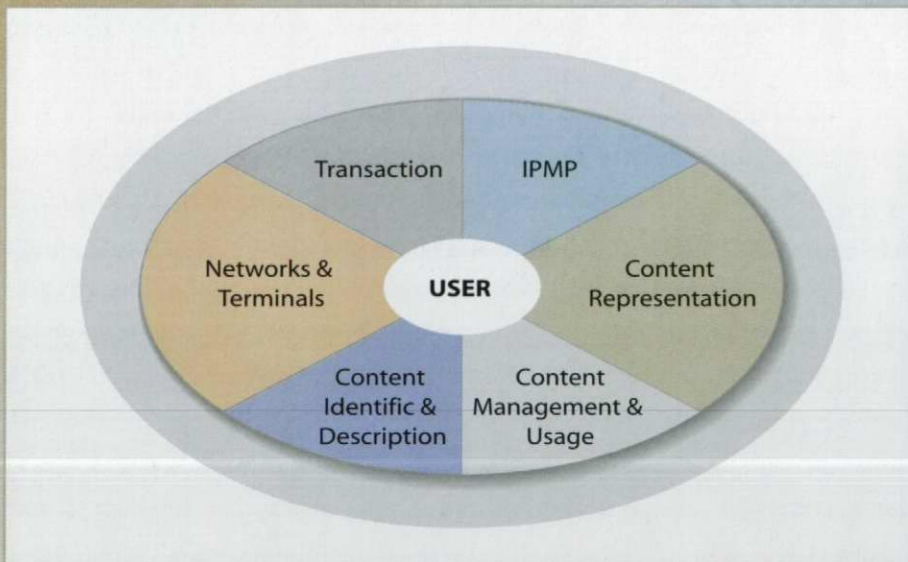 Transaction
IPMP
Networks &
Terminals
USER
Content
Representation
Content
Identific &
Description
Content
Management &
Usage